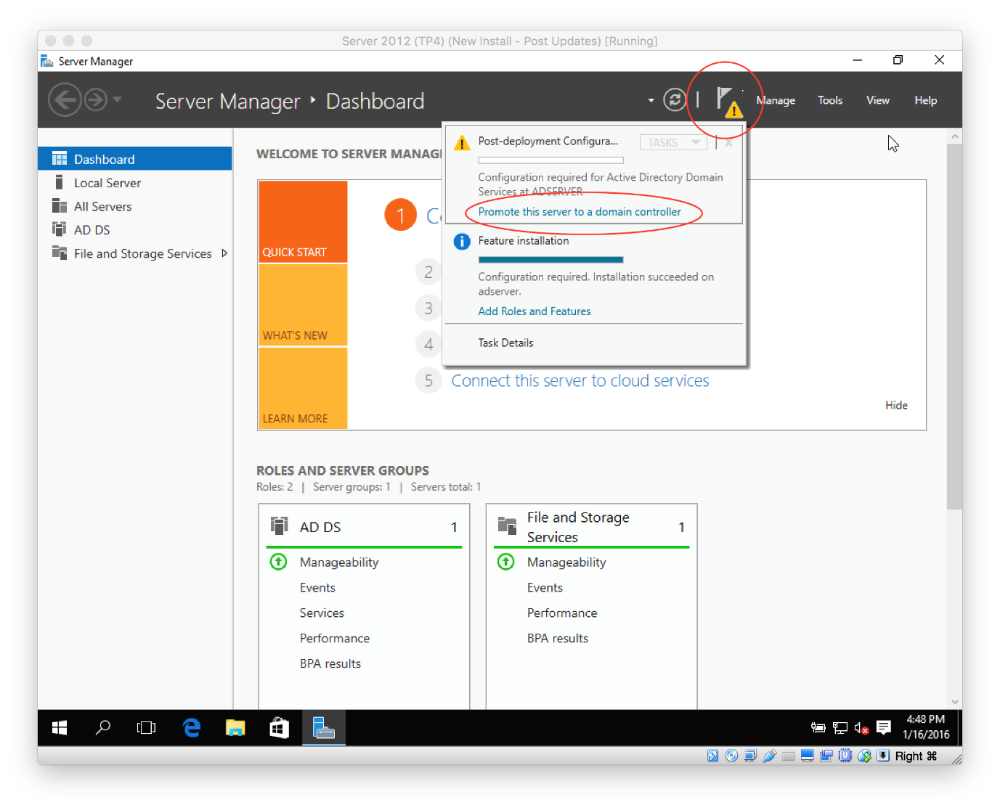 Server 2012 (TP4) (New Install - Post Updates) [Running]
Server Manager
Server Manager ‣ Dashboard
Manage Tools View Help
Dashboard
Local Server
All Servers
AD DS
File and Storage Services
WELCOME TO SERVER MANAG
QUICK START
WHAT'S NEW
LEARN MORE
1
2
3
4
5 Connect this server to cloud services
Hide
Post-deployment Configura... TASKS x
Configuration required for Active Directory Domain
Services at ADSERVER
Promote this server to a domain controller
Feature installation
Configuration required. Installation succeeded on
adserver.
Add Roles and Features
Task Details
ROLES AND SERVER GROUPS
Roles: 2 | Server groups: 1 | Servers total: 1
AD DS 1
Manageability
Events
Services
Performance
BPA results
File and Storage
Services 1
Manageability
Events
Performance
BPA results
4:48 PM
1/16/2016
Right ⌘